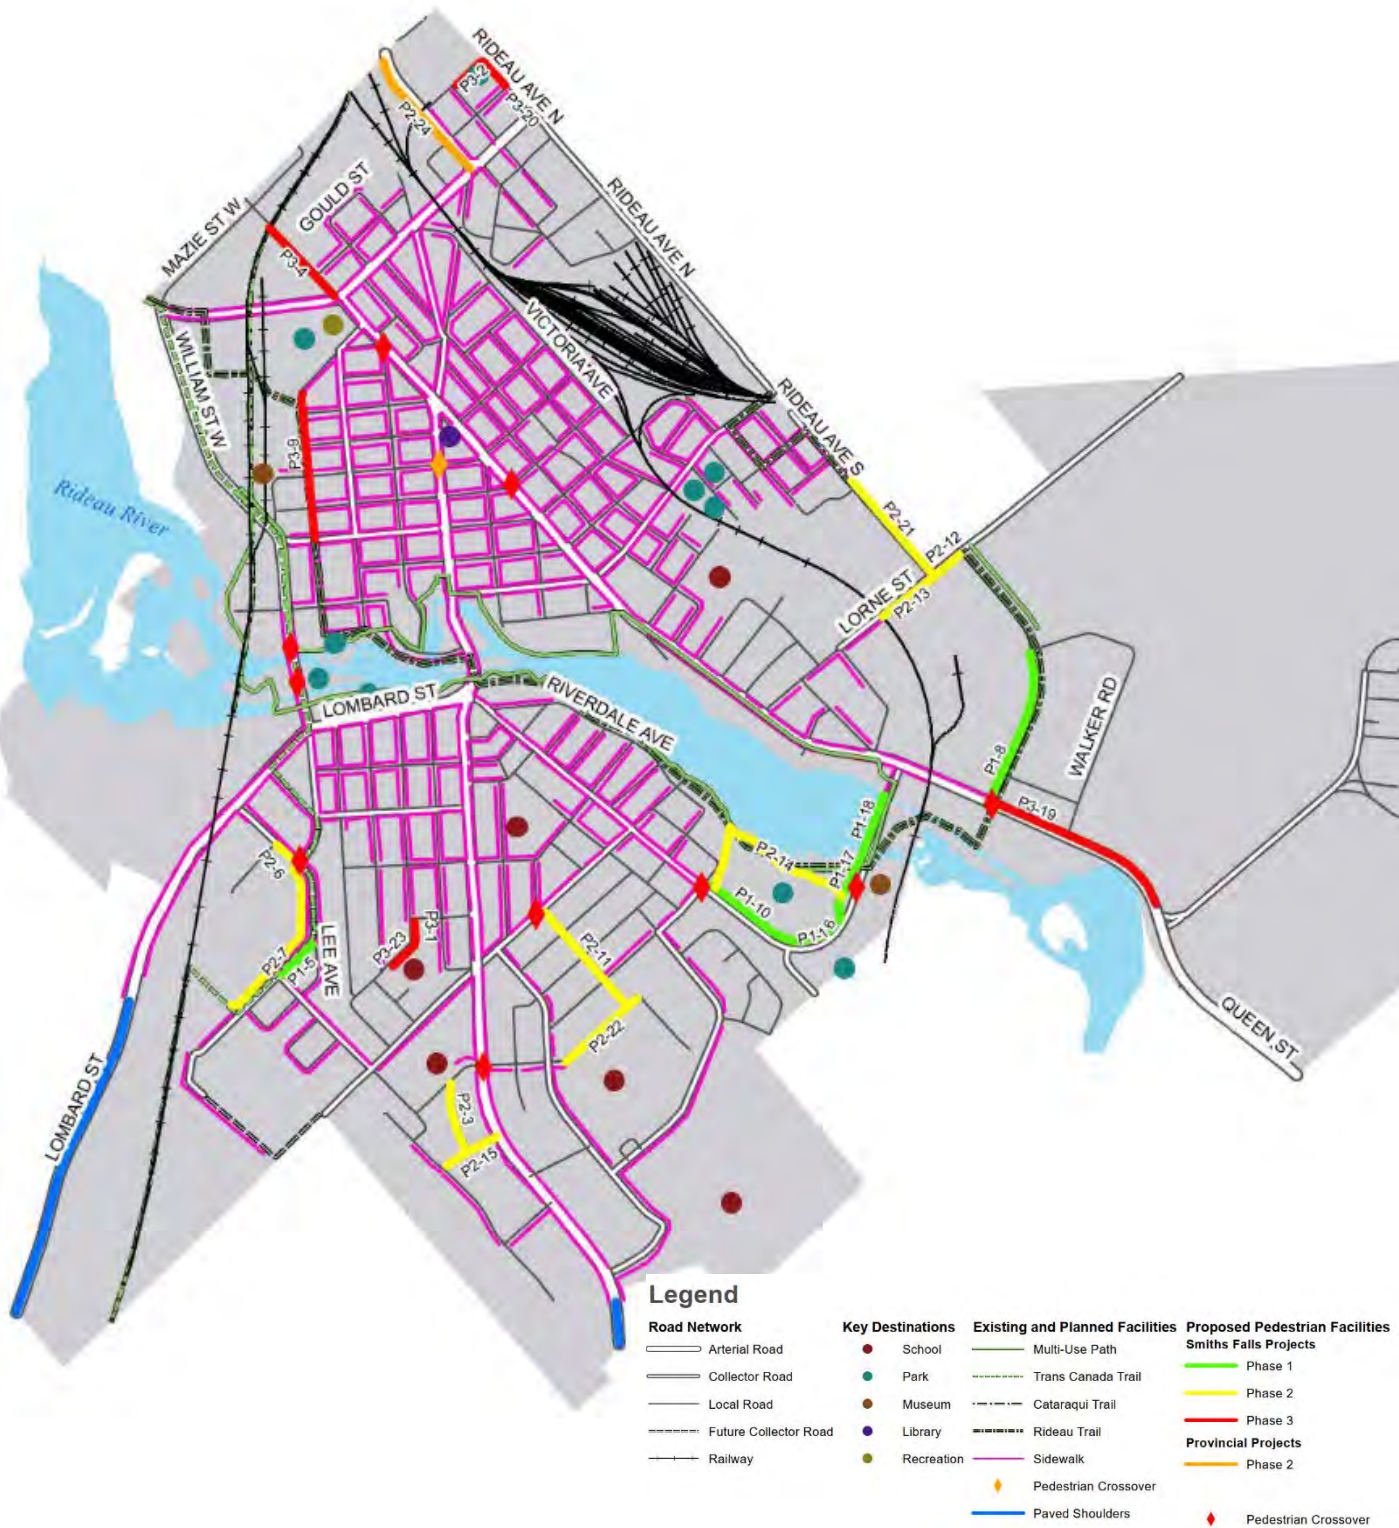 RIDEAU AVE N
P3-2
P3-20
P2-24
GOULD ST
RIDEAU AVE N
MAZIE ST W
P3-4
VICTORIA AVE
WILLIAM ST W
RIDEAU AVE S
P3-9
Rideau River
P2-21
P2-12
LORNE ST
P2-13
LOMBARD ST
RIVERDALE AVE
WALKER RD
P1-8
P3-19
P1-18
P2-14
P1-17
P2-6
P1-10
P1-16
P3-1
P3-23
LEE AVE
P2-7
P1-5
P2-11
P2-22
QUEEN ST
LOMBARD ST
P2-3
P2-15
Legend
Road Network
Arterial Road
Collector Road
Local Road
Future Collector Road
Railway
Key Destinations
School
Park
Museum
Library
Recreation
Existing and Planned Facilities
Multi-Use Path
Trans Canada Trail
Cataraqui Trail
Rideau Trail
Sidewalk
Pedestrian Crossover
Paved Shoulders
Proposed Pedestrian Facilities
Smiths Falls Projects
Phase 1
Phase 2
Phase 3
Provincial Projects
Phase 2
Pedestrian Crossover